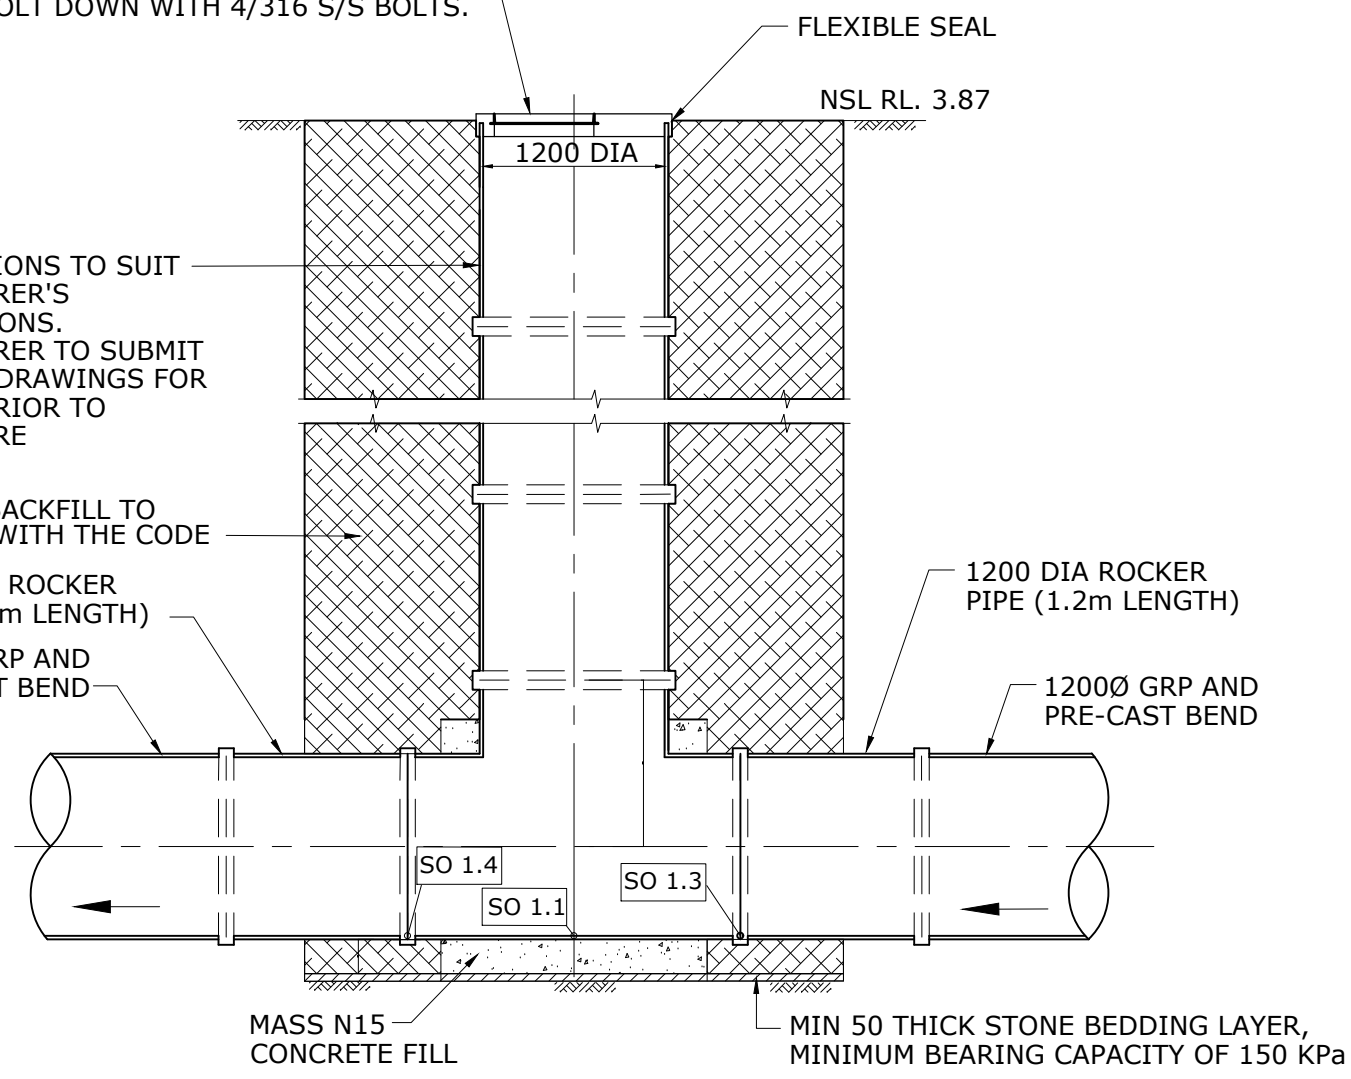 OLT DOWN WITH 4/316 S/S BOLTS.
FLEXIBLE SEAL
NSL RL. 3.87
1200 DIA
IONS TO SUIT
RER'S
ONS.
RER TO SUBMIT
DRAWINGS FOR
RIOR TO
RE
BACKFILL TO
WITH THE CODE
ROCKER
m LENGTH)
RP AND
T BEND
1200 DIA ROCKER
PIPE (1.2m LENGTH)
1200Ø GRP AND
PRE-CAST BEND
SO 1.4
SO 1.1
SO 1.3
MASS N15
CONCRETE FILL
MIN 50 THICK STONE BEDDING LAYER,
MINIMUM BEARING CAPACITY OF 150 KPa